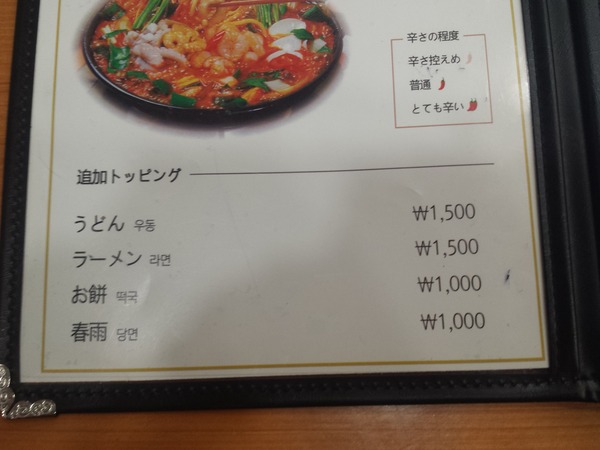 辛さの程度
辛さ控えめ
普通
とても辛い
追加トッピング
うどん 우동 ₩1,500
ラーメン 라면 ₩1,500
お餅 떡국 ₩1,000
春雨 당면 ₩1,000